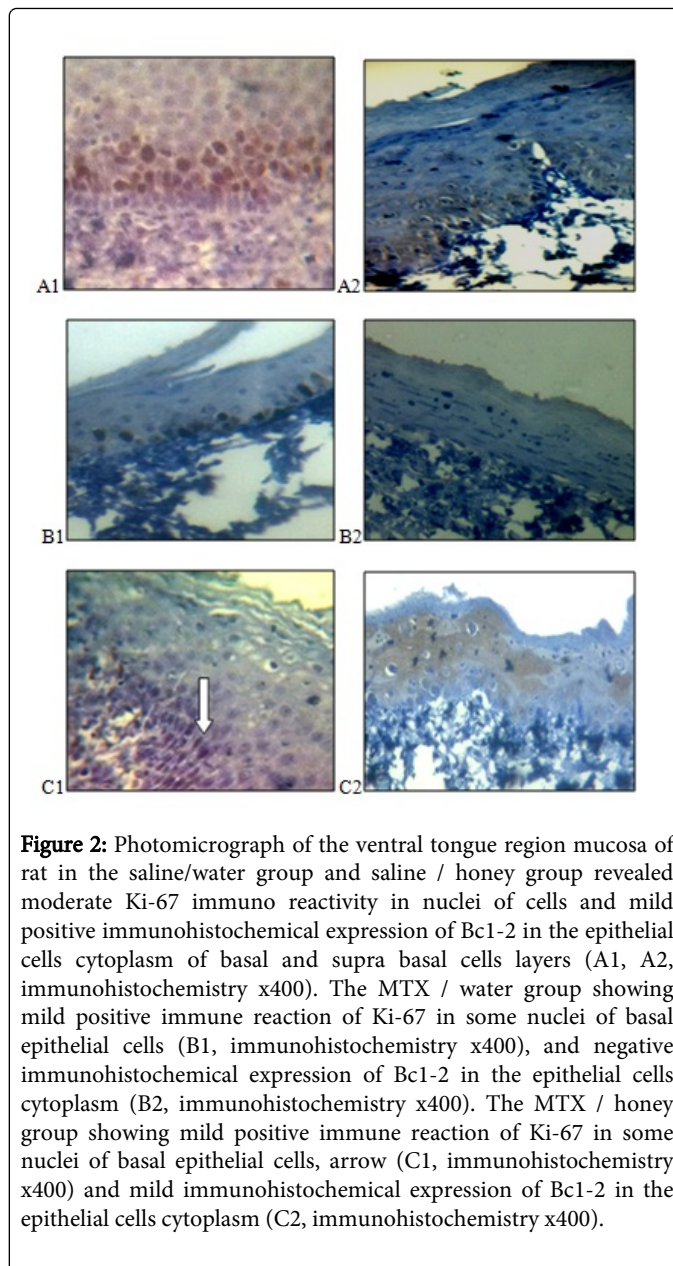 A1
A2
B1
B2
C1
C2
Figure 2: Photomicrograph of the ventral tongue region mucosa of
rat in the saline/water group and saline / honey group revealed
moderate Ki-67 immuno reactivity in nuclei of cells and mild
positive immunohistochemical expression of Bc1-2 in the epithelial
cells cytoplasm of basal and supra basal cells layers (A1, A2,
immunohistochemistry x400). The MTX / water group showing
mild positive immune reaction of Ki-67 in some nuclei of basal
epithelial cells (B1, immunohistochemistry x400), and negative
immunohistochemical expression of Bc1-2 in the epithelial cells
cytoplasm (B2, immunohistochemistry x400). The MTX / honey
group showing mild positive immune reaction of Ki-67 in some
nuclei of basal epithelial cells, arrow (C1, immunohistochemistry
x400) and mild immunohistochemical expression of Bc1-2 in the
epithelial cells cytoplasm (C2, immunohistochemistry x400).